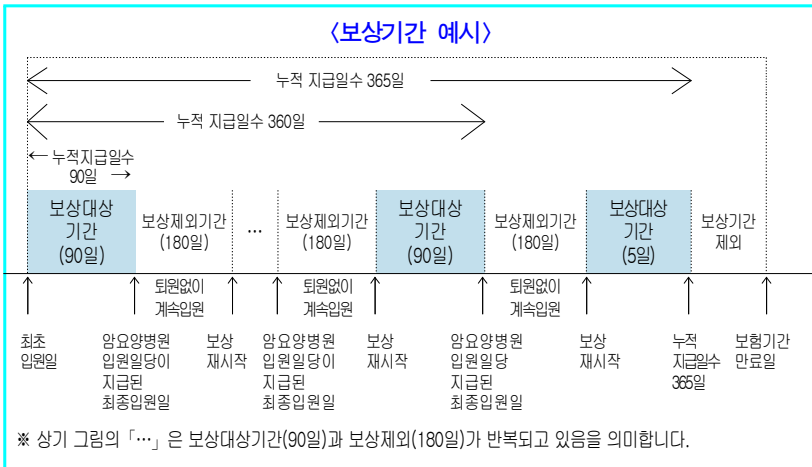 <보상기간 예시>
누적 지급일수 365일
누적 지급일수 360일
← 누적지급일수
90일 →
보상대상
기간
(90일)
보상제외기간
(180일)
…
보상제외기간
(180일)
보상대상
기간
(90일)
보상제외기간
(180일)
보상대상
기간
(5일)
보상기간
제외
퇴원없이
계속입원
퇴원없이
계속입원
퇴원없이
계속입원
최초
입원일
암요양병원
입원일당이
지급된
최종입원일
보상
재시작
암요양병원
입원일당이
지급된
최종입원일
보상
재시작
암요양병원
입원일당
지급된
최종입원일
보상
재시작
누적
지급일수
365일
보험기간
만료일
※ 상기 그림의「…」은 보상대상기간(90일)과 보상제외(180일)가 반복되고 있음을 의미합니다.